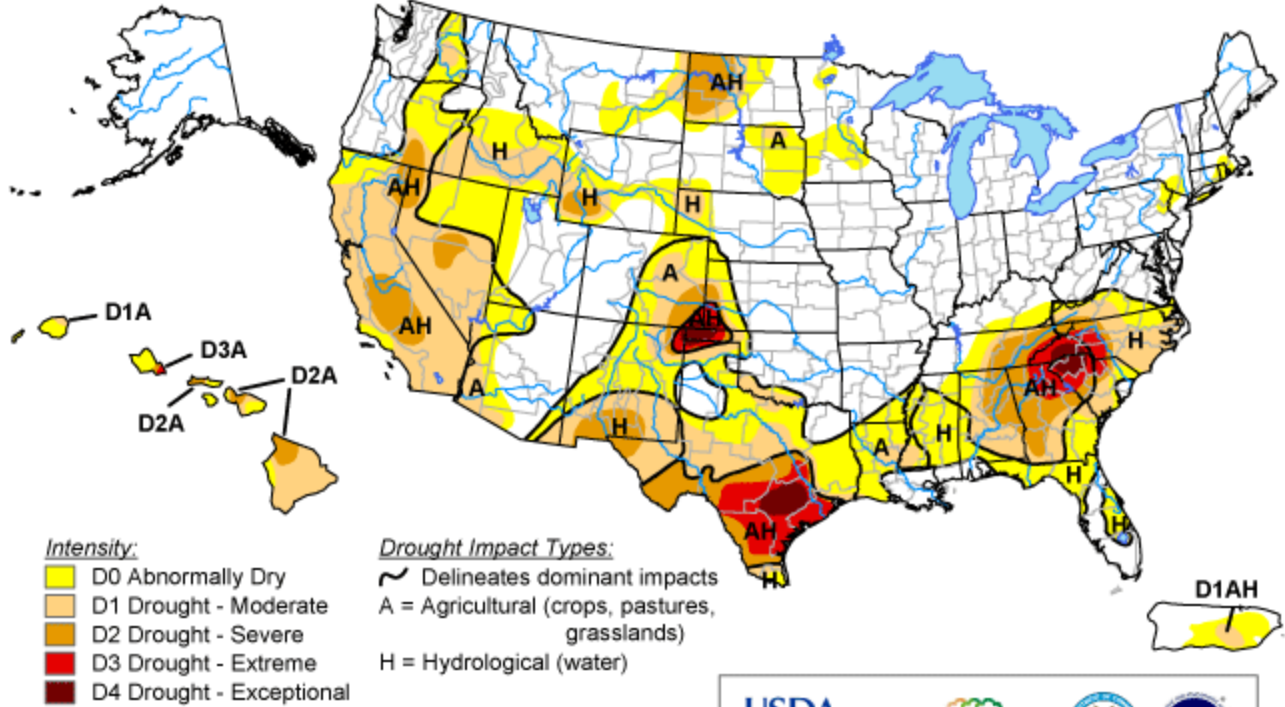 AH
A
H
AH
H
H
A
AH
D1A
D3A
D2A
D2A
AH
A
H
AH
H
A
H
H
H
AH
H
D1AH
Intensity:
D0 Abnormally Dry
D1 Drought - Moderate
D2 Drought - Severe
D3 Drought - Extreme
D4 Drought - Exceptional
Drought Impact Types:
Delineates dominant impacts
A = Agricultural (crops, pastures,
grasslands)
H = Hydrological (water)
USDA